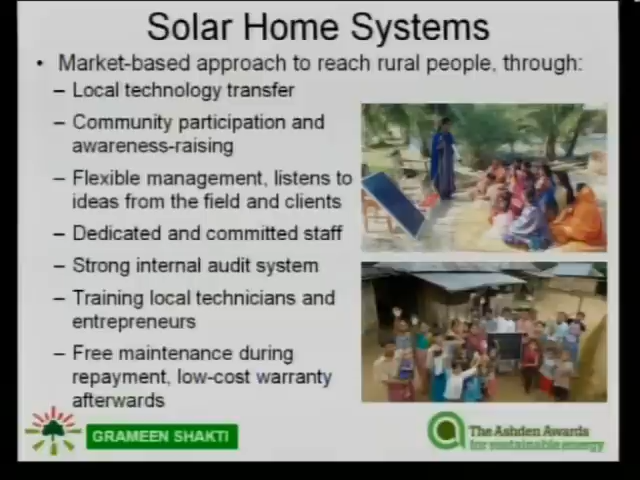 Solar Home Systems
• Market-based approach to reach rural people, through:
– Local technology transfer
– Community participation and
awareness-raising
– Flexible management, listens to
ideas from the field and clients
– Dedicated and committed staff
– Strong internal audit system
– Training local technicians and
entrepreneurs
– Free maintenance during
repayment, low-cost warranty
afterwards
GRAMEEN SHAKTI
The Ashden Awards
for sustainable energy